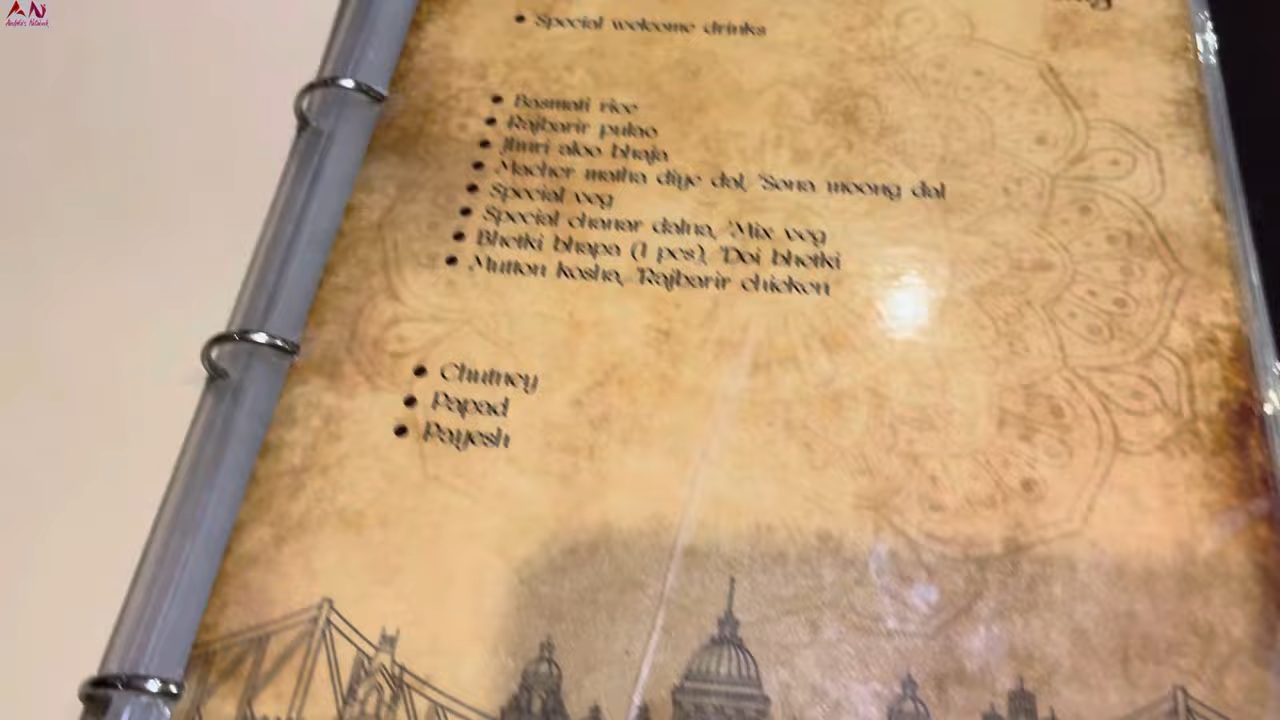 AN
• Special welcome drinks
• Basmati rice
• Rajbarir pulao
• Jhuri aloo bhaja
• Macher matha diye dal, Sona moong dal
• Special veg
• Special chanar dalna, Mix veg
• Bhetki bhapa (1 pcs), Doi bhetki
• Mutton kosha, Rajbarir chicken
• Chutney
• Papad
• Payesh